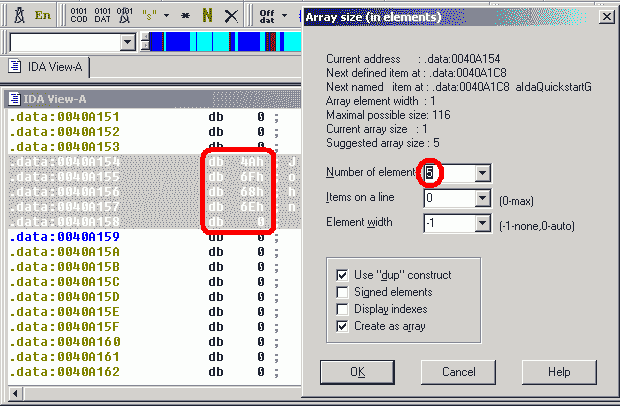 En
0101 COD
0101 DAT
"s"
N
Off dat
IDA View-A
IDA View-A
.data:0040A151 db 0 ;
.data:0040A152 db 0 ;
.data:0040A153 db 0 ;
.data:0040A154 db 4Ah ; J
.data:0040A155 db 6Fh ; o
.data:0040A156 db 68h ; h
.data:0040A157 db 6Eh ; n
.data:0040A158 db 0 ;
.data:0040A159 db 0 ;
.data:0040A15A db 0 ;
.data:0040A15B db 0 ;
.data:0040A15C db 0 ;
.data:0040A15D db 0 ;
.data:0040A15E db 0 ;
.data:0040A15F db 0 ;
.data:0040A160 db 0 ;
.data:0040A161 db 0 ;
.data:0040A162 db 0 ;
Array size (in elements)
Current address : .data:0040A154
Next defined item at : .data:0040A1C8
Next named item at : .data:0040A1C8 aIdaQuickstartG
Array element width : 1
Maximal possible size: 116
Current array size : 1
Suggested array size : 5
Number of element 5
Items on a line 0 (0-max)
Element width -1 (-1-none,0-auto)
Use "dup" construct
Signed elements
Display indexes
Create as array
OK
Cancel
Help